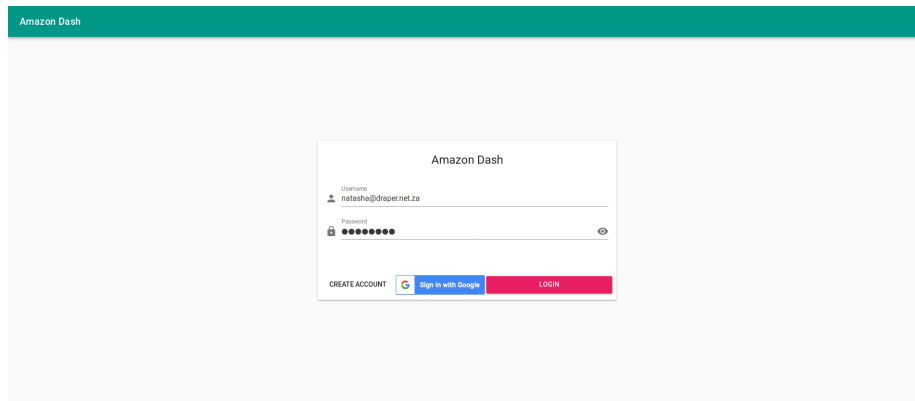 Amazon Dash
Amazon Dash
Username
natasha@draper.net.za
Password
●●●●●●●●
CREATE ACCOUNT
G Sign in with Google
LOGIN